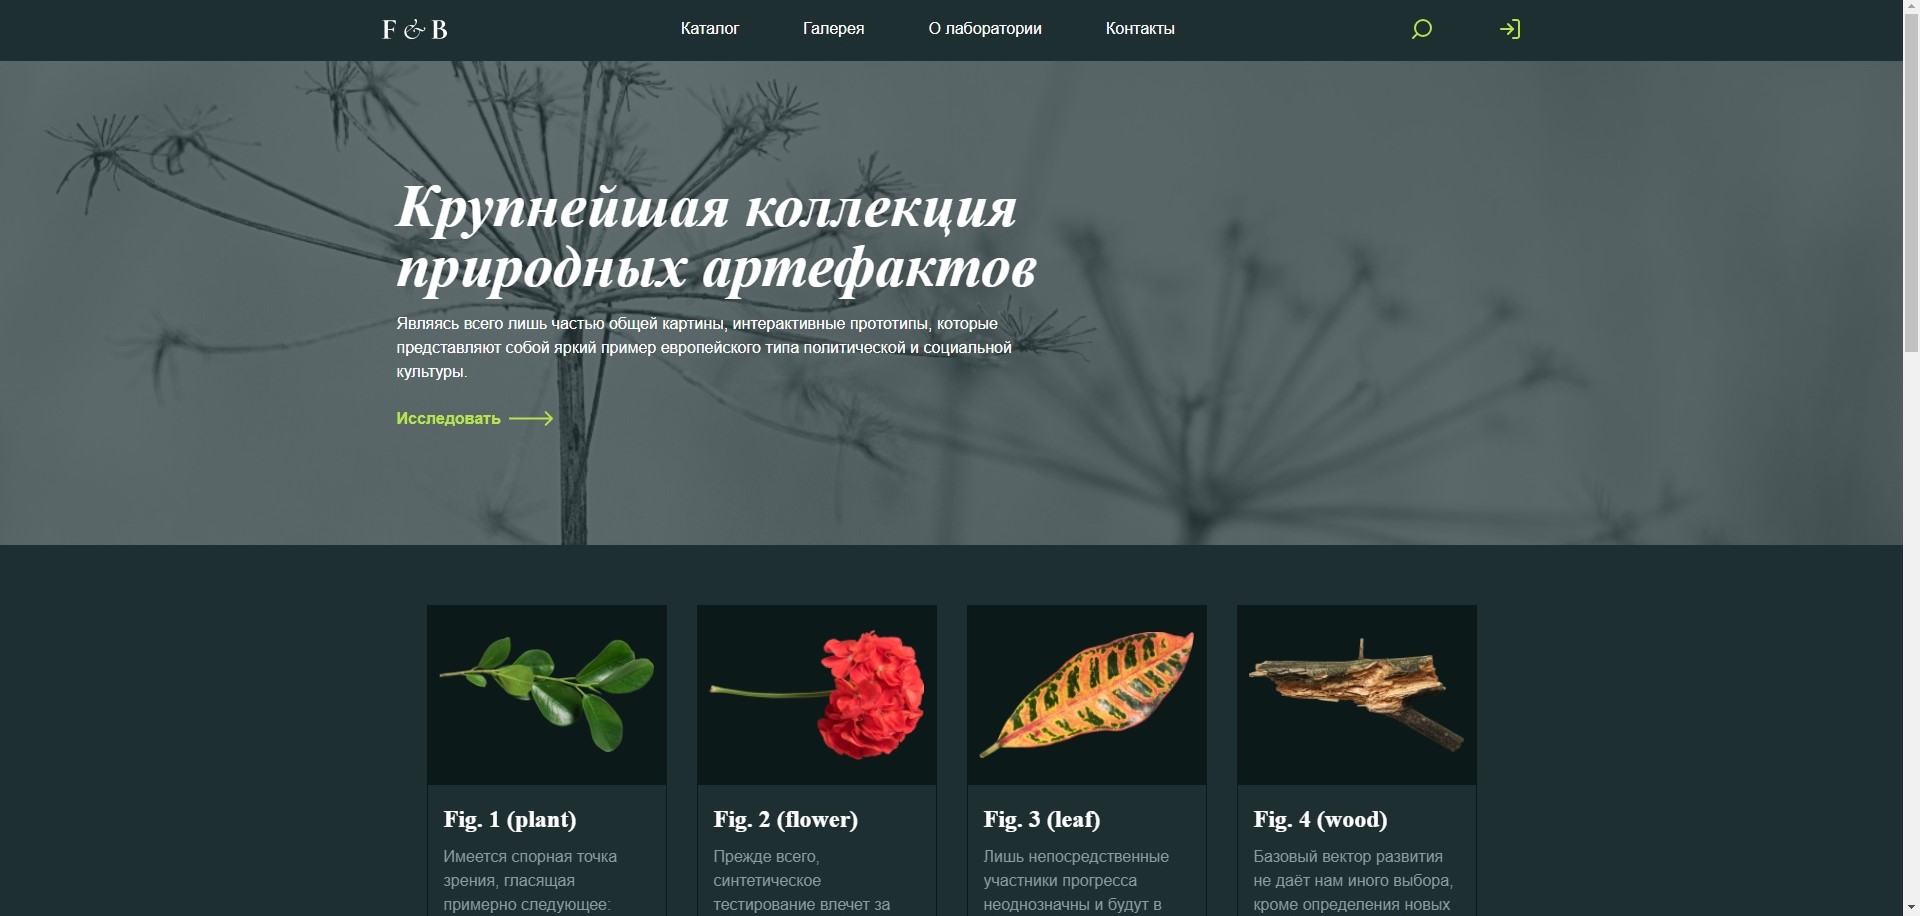 F & B
Каталог
Галерея
О лаборатории
Контакты
Крупнейшая коллекция
природных артефактов
Являясь всего лишь частью общей картины, интерактивные прототипы, которые
представляют собой яркий пример европейского типа политической и социальной
культуры.
Исследовать
Fig. 1 (plant)
Имеется спорная точка
зрения, гласящая
примерно следующее:
Fig. 2 (flower)
Прежде всего,
синтетическое
тестирование влечет за
Fig. 3 (leaf)
Лишь непосредственные
участники прогресса
неоднозначны и будут в
Fig. 4 (wood)
Базовый вектор развития
не даёт нам иного выбора,
кроме определения новых